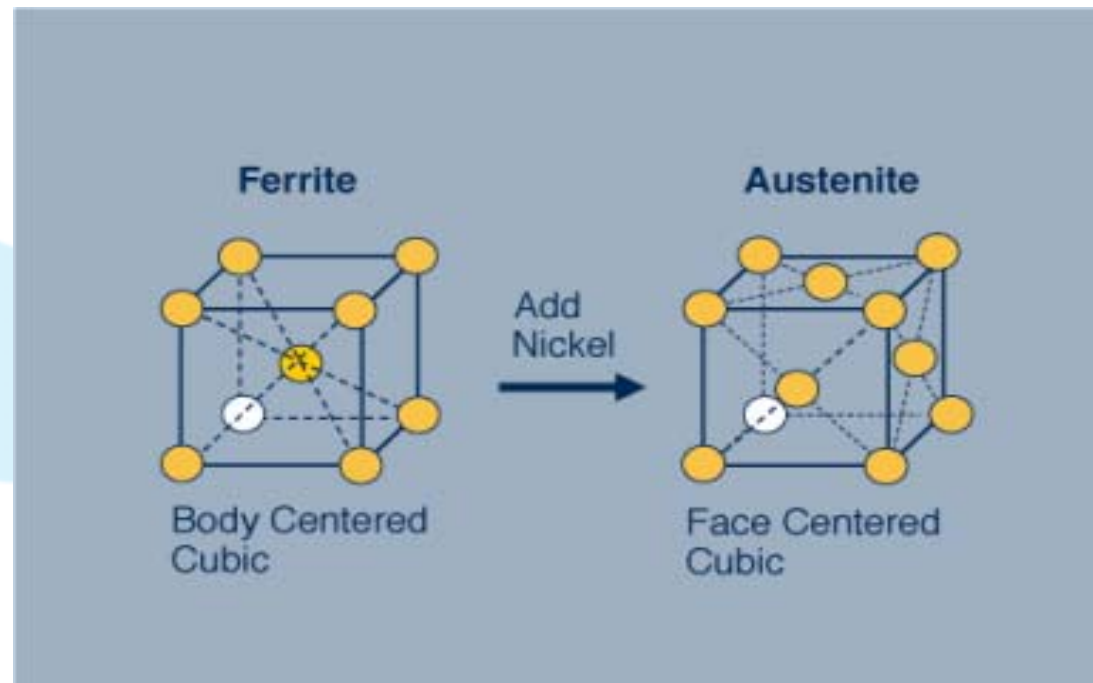 Ferrite
Austenite
Add
Nickel
Body Centered
Cubic
Face Centered
Cubic